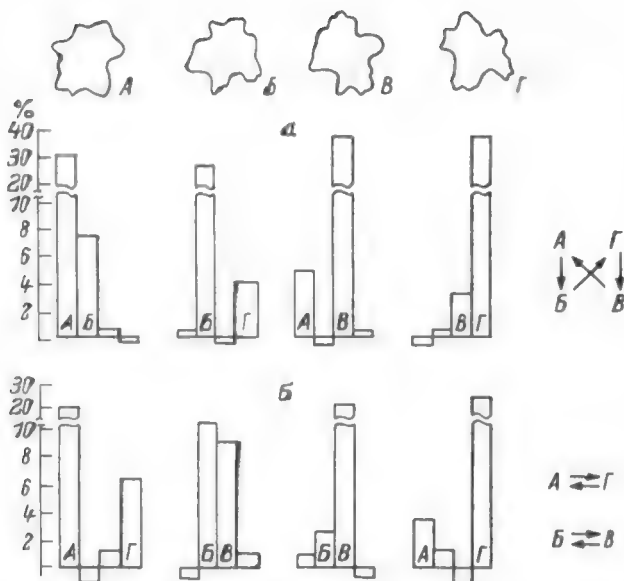 А Б В Г
%
а
40
30
20
10
8
6
4
2
А Б Б Г А В В Г
А Г
Б В
б
30
20
10
8
6
4
2
А Г Б В Б В А Г
А ⇄ Г
Б ⇄ В